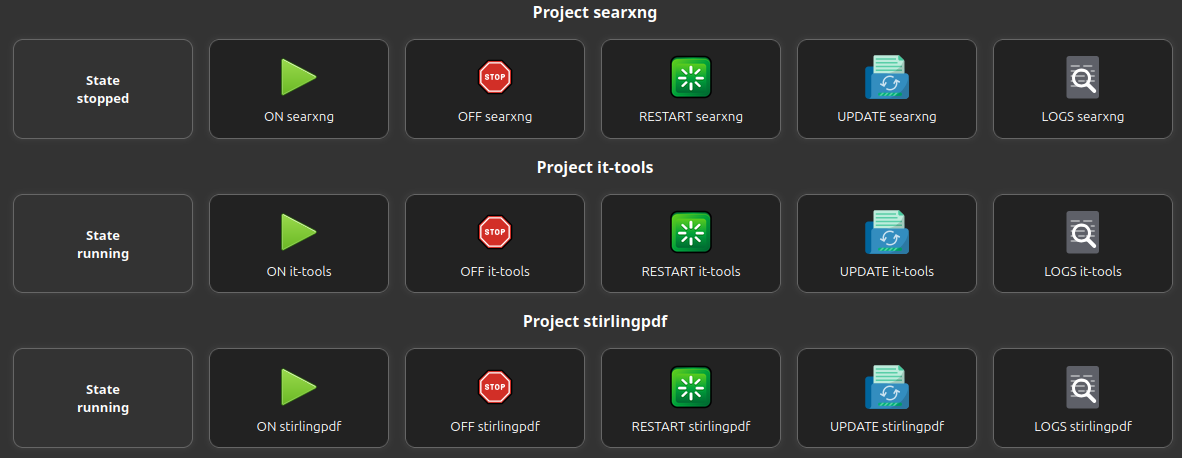 Project searxng
State
stopped
STOP
ON searxng
OFF searxng
RESTART searxng
UPDATE searxng
LOGS searxng
Project it-tools
State
running
STOP
ON it-tools
OFF it-tools
RESTART it-tools
UPDATE it-tools
LOGS it-tools
Project stirlingpdf
State
running
STOP
ON stirlingpdf
OFF stirlingpdf
RESTART stirlingpdf
UPDATE stirlingpdf
LOGS stirlingpdf